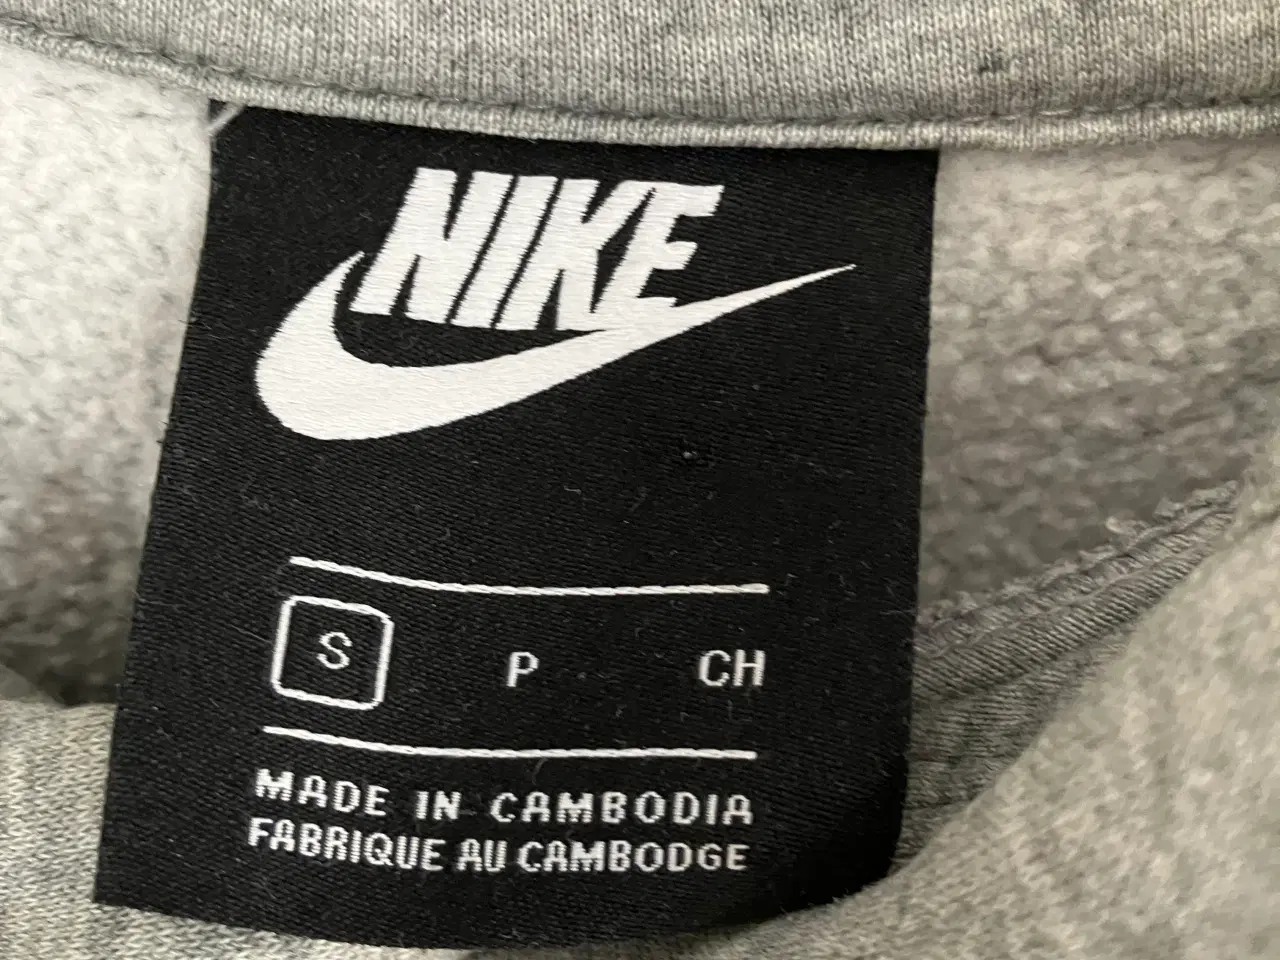 NIKE
S P CH
MADE IN CAMBODIA
FABRIQUE AU CAMBODGE